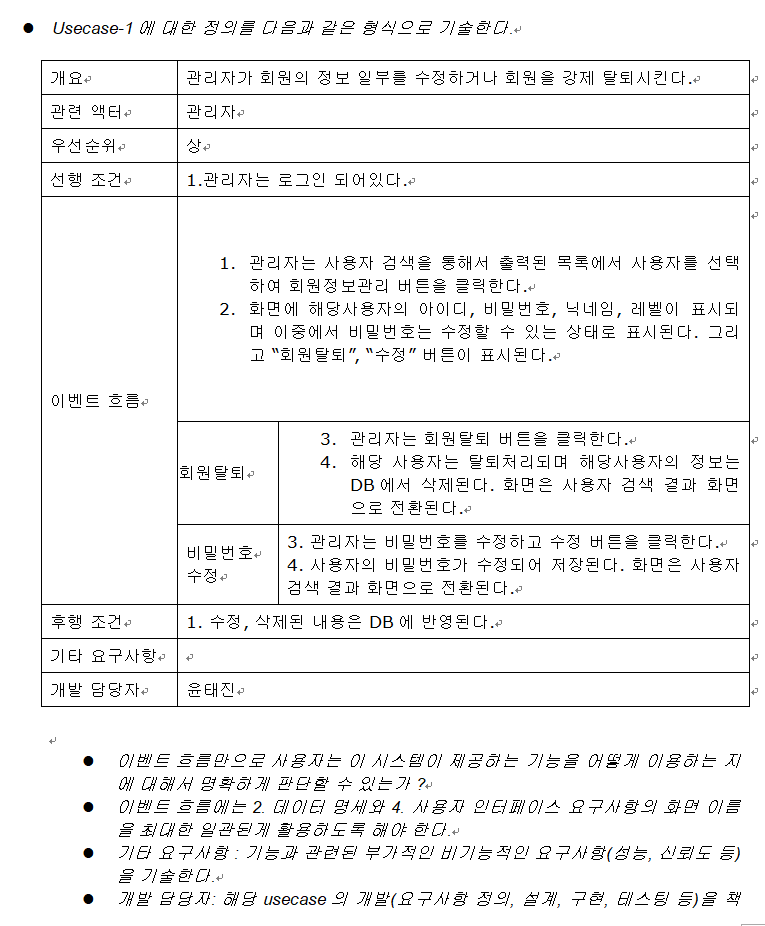 ● Usecase-1 에 대한 정의를 다음과 같은 형식으로 기술한다.
개요 관리자가 회원의 정보 일부를 수정하거나 회원을 강제 탈퇴시킨다.
관련 액터 관리자
우선순위 상
선행 조건 1.관리자는 로그인 되어있다.
이벤트 흐름
1. 관리자는 사용자 검색을 통해서 출력된 목록에서 사용자를 선택
하여 회원정보관리 버튼을 클릭한다.
2. 화면에 해당사용자의 아이디, 비밀번호, 닉네임, 레벨이 표시되
며 이중에서 비밀번호는 수정할 수 있는 상태로 표시된다. 그리
고 “회원탈퇴”, “수정” 버튼이 표시된다.
회원탈퇴
3. 관리자는 회원탈퇴 버튼을 클릭한다.
4. 해당 사용자는 탈퇴처리되며 해당사용자의 정보는
DB 에서 삭제된다. 화면은 사용자 검색 결과 화면
으로 전환된다.
비밀번호
수정
3. 관리자는 비밀번호를 수정하고 수정 버튼을 클릭한다.
4. 사용자의 비밀번호가 수정되어 저장된다. 화면은 사용자
검색 결과 화면으로 전환된다.
후행 조건 1. 수정, 삭제된 내용은 DB 에 반영된다.
기타 요구사항
개발 담당자 윤태진
● 이벤트 흐름만으로 사용자는 이 시스템이 제공하는 기능을 어떻게 이용하는 지
에 대해서 명확하게 판단할 수 있는가 ?
● 이벤트 흐름에는 2. 데이터 명세와 4. 사용자 인터페이스 요구사항의 화면 이름
을 최대한 일관된게 활용하도록 해야 한다.
● 기타 요구사항 : 기능과 관련된 부가적인 비기능적인 요구사항(성능, 신뢰도 등)
을 기술한다.
● 개발 담당자: 해당 usecase 의 개발(요구사항 정의, 설계, 구현, 테스팅 등)을 책